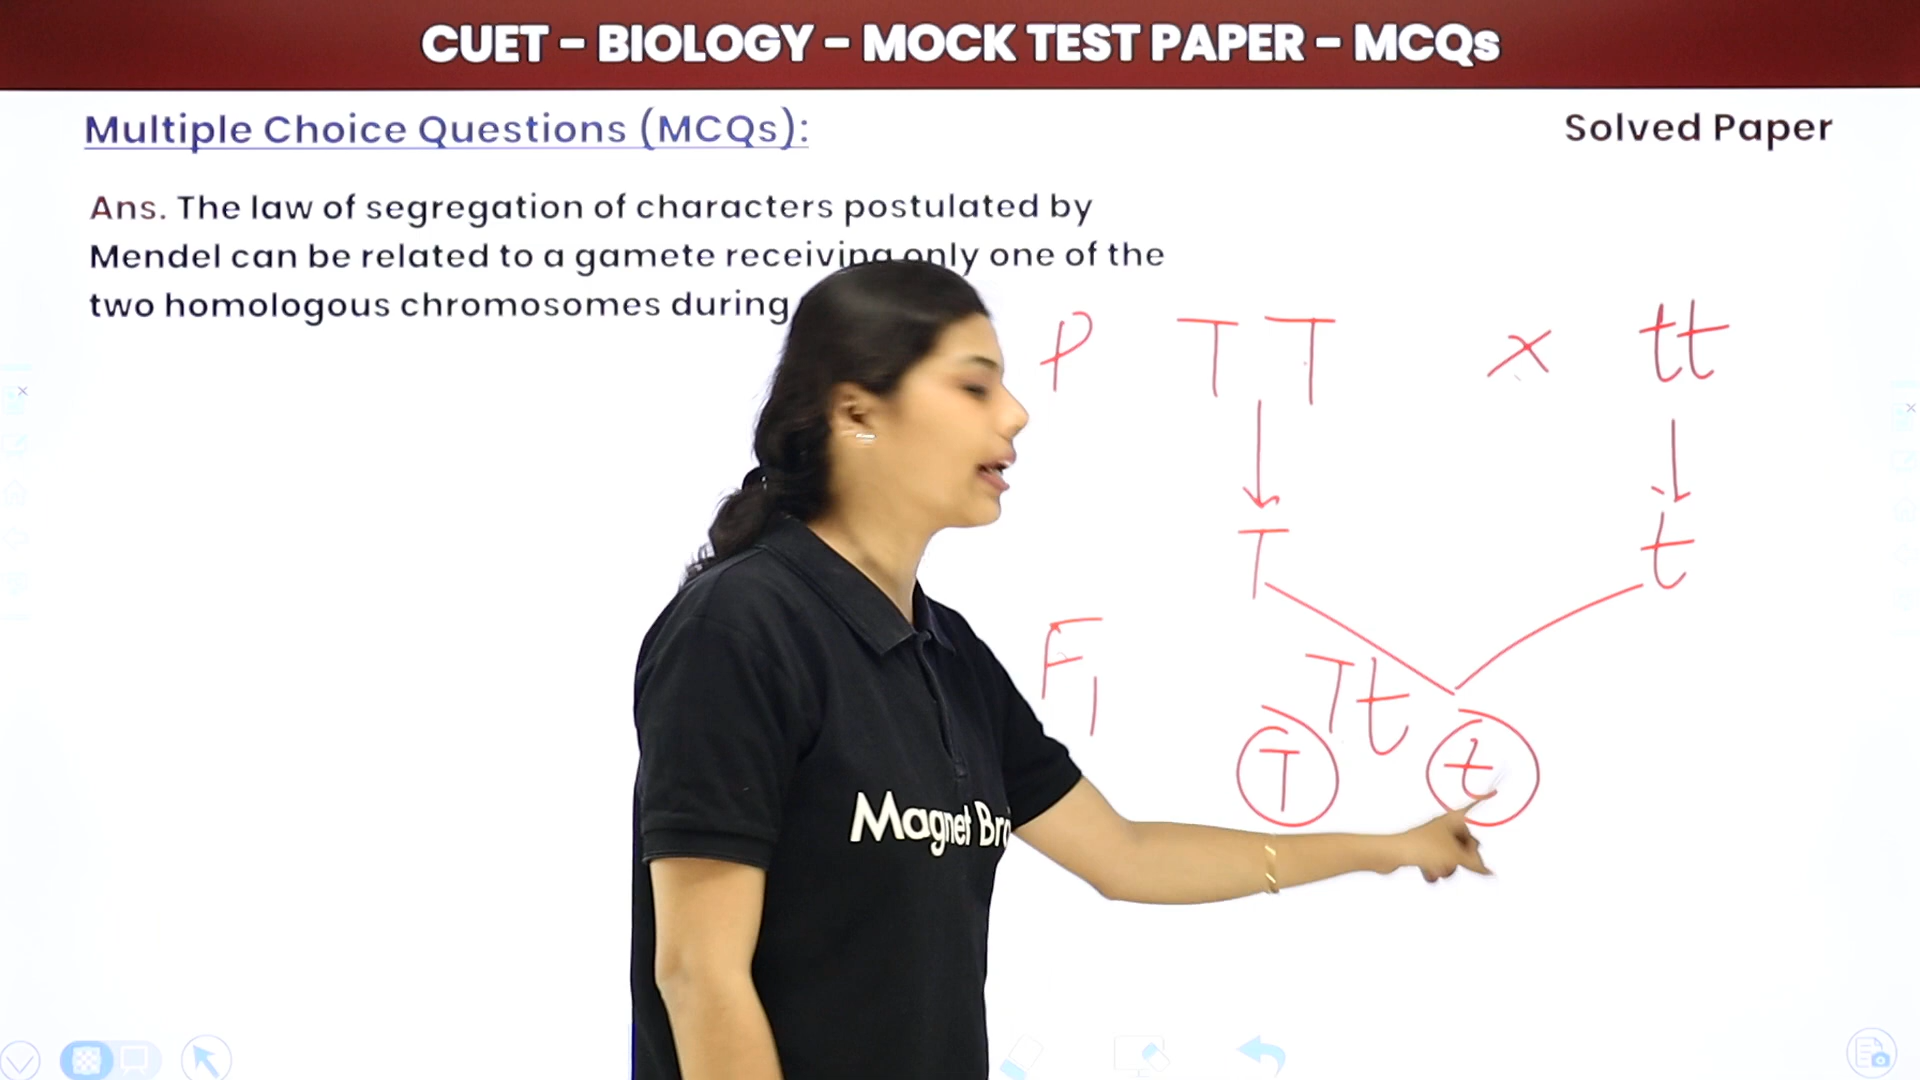 CUET – BIOLOGY – MOCK TEST PAPER – MCQs
Multiple Choice Questions (MCQs):
Solved Paper
Ans. The law of segregation of characters postulated by
Mendel can be related to a gamete receiving only one of the
two homologous chromosomes during
P TT × tt
T t
F1 Tt
T t
Magnet Bra